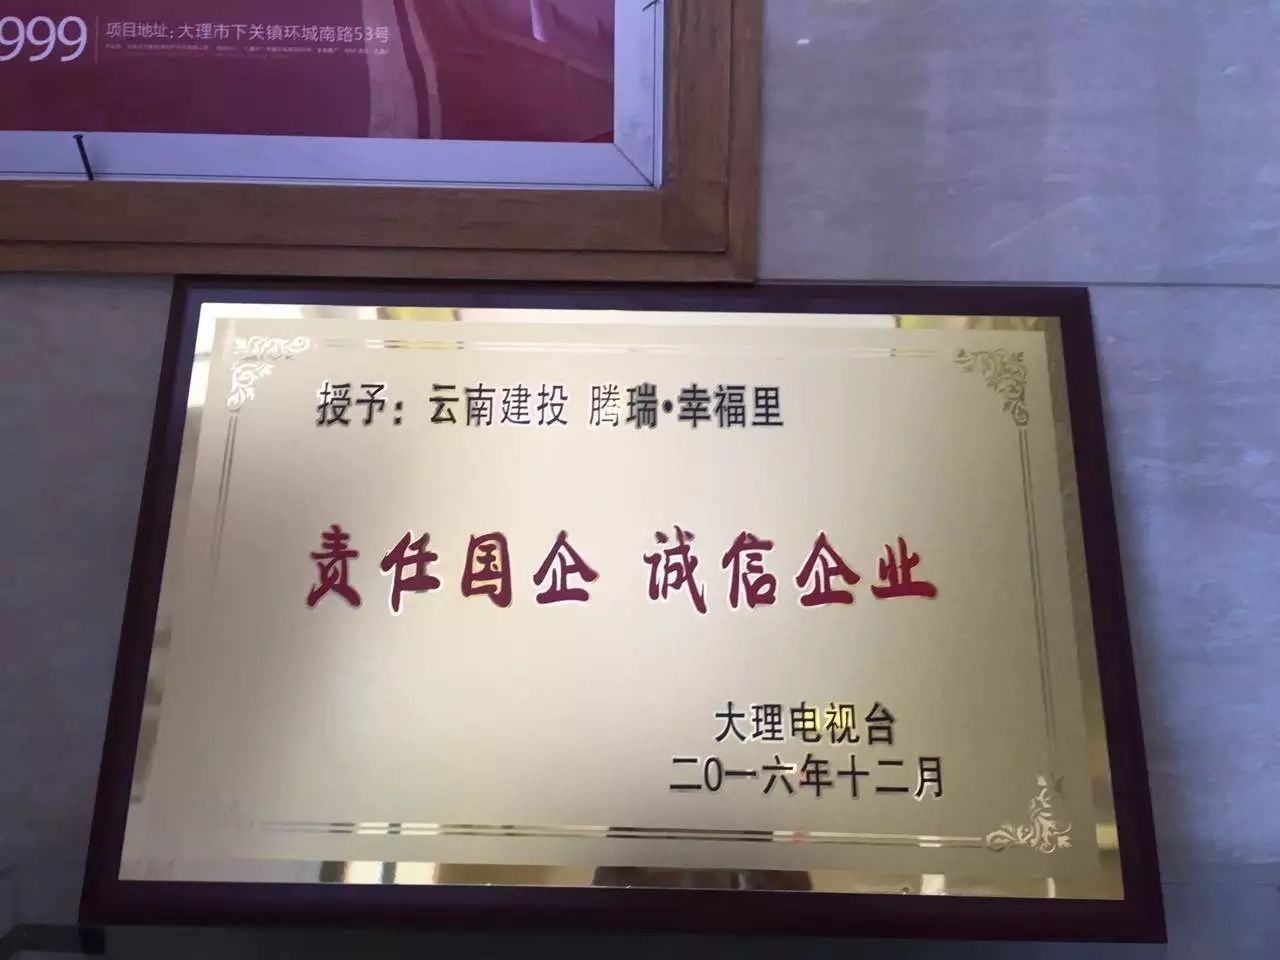 999
项目地址：大理市下关镇环城南路53号
授予：云南建投 腾瑞·幸福里
责任国企 诚信企业
大理电视台
二0一六年十二月